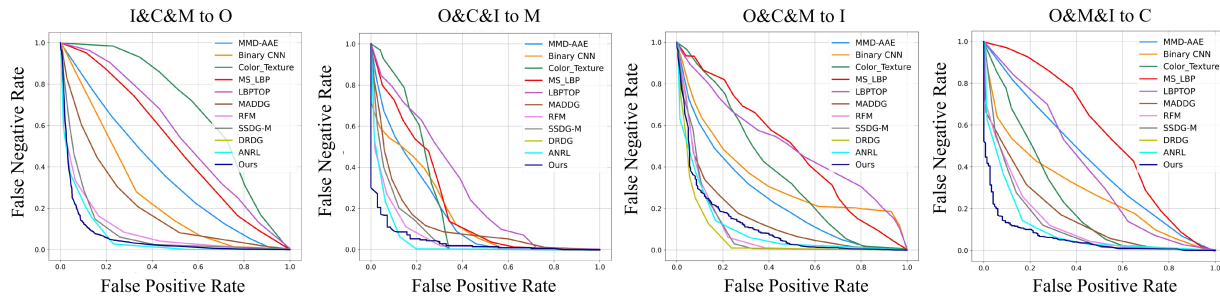 I&C&M to O
False Negative Rate
1.0
0.8
0.6
0.4
0.2
0.0
0.0 0.2 0.4 0.6 0.8 1.0
False Positive Rate
MMD-AAE
Binary CNN
Color_Texture
MS_LBP
LBPTOP
MADDG
RFM
SSDG-M
DRDG
ANRL
Ours
O&C&I to M
False Negative Rate
1.0
0.8
0.6
0.4
0.2
0.0
0.0 0.2 0.4 0.6 0.8 1.0
False Positive Rate
MMD-AAE
Binary CNN
Color_Texture
MS_LBP
LBPTOP
MADDG
RFM
SSDG-M
DRDG
ANRL
Ours
O&C&M to I
False Negative Rate
1.0
0.8
0.6
0.4
0.2
0.0
0.0 0.2 0.4 0.6 0.8 1.0
False Positive Rate
MMD-AAE
Binary CNN
Color_Texture
MS_LBP
LBPTOP
MADDG
RFM
SSDG-M
DRDG
ANRL
Ours
O&M&I to C
False Negative Rate
1.0
0.8
0.6
0.4
0.2
0.0
0.0 0.2 0.4 0.6 0.8 1.0
False Positive Rate
MMD-AAE
Binary CNN
Color_Texture
MS_LBP
LBPTOP
MADDG
RFM
SSDG-M
DRDG
ANRL
Ours